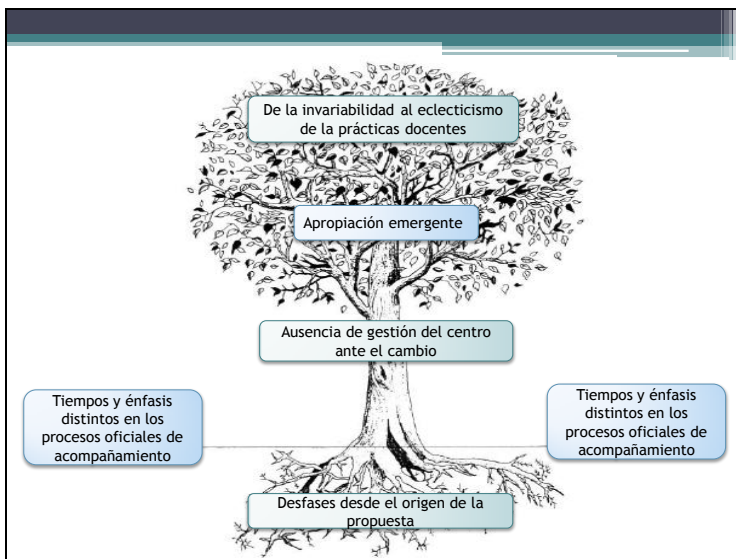 De la invariabilidad al eclecticismo
de la prácticas docentes
Apropiación emergente
Ausencia de gestión del centro
ante el cambio
Tiempos y énfasis
distintos en los
procesos oficiales de
acompañamiento
Tiempos y énfasis
distintos en los
procesos oficiales de
acompañamiento
Desfases desde el origen de la
propuesta